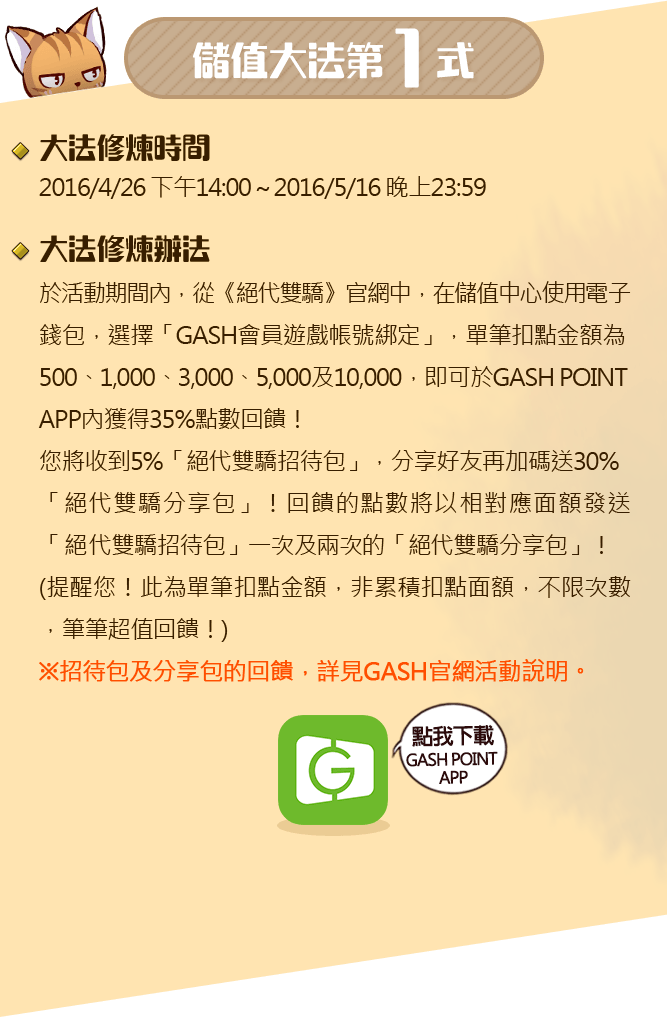 儲值大法第1式
大法修煉時間
2016/4/26 下午14:00 ~ 2016/5/16 晚上23:59
大法修煉辦法
於活動期間內，從《絕代雙驕》官網中，在儲值中心使用電子
錢包，選擇「GASH會員遊戲帳號綁定」，單筆扣點金額為
500、1,000、3,000、5,000及10,000，即可於GASH POINT
APP內獲得35%點數回饋！
您將收到5%「絕代雙驕招待包」，分享好友再加碼送30%
「絕代雙驕分享包」！回饋的點數將以相對應面額發送
「絕代雙驕招待包」一次及兩次的「絕代雙驕分享包」！
(提醒您！此為單筆扣點金額，非累積扣點面額，不限次數
，筆筆超值回饋！)
※招待包及分享包的回饋，詳見GASH官網活動說明。
點我下載
GASH POINT
APP
G